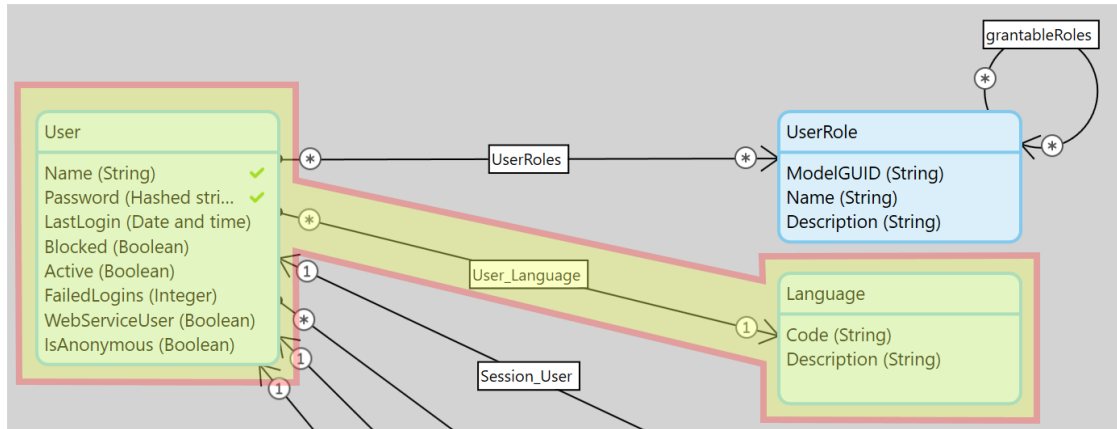 grantableRoles
*
*
User
Name (String)
Password (Hashed stri...
LastLogin (Date and time)
Blocked (Boolean)
Active (Boolean)
FailedLogins (Integer)
WebServiceUser (Boolean)
IsAnonymous (Boolean)
*
UserRoles
*
UserRole
ModelGUID (String)
Name (String)
Description (String)
*
User_Language
1
Language
Code (String)
Description (String)
1
Session_User
*
1
1